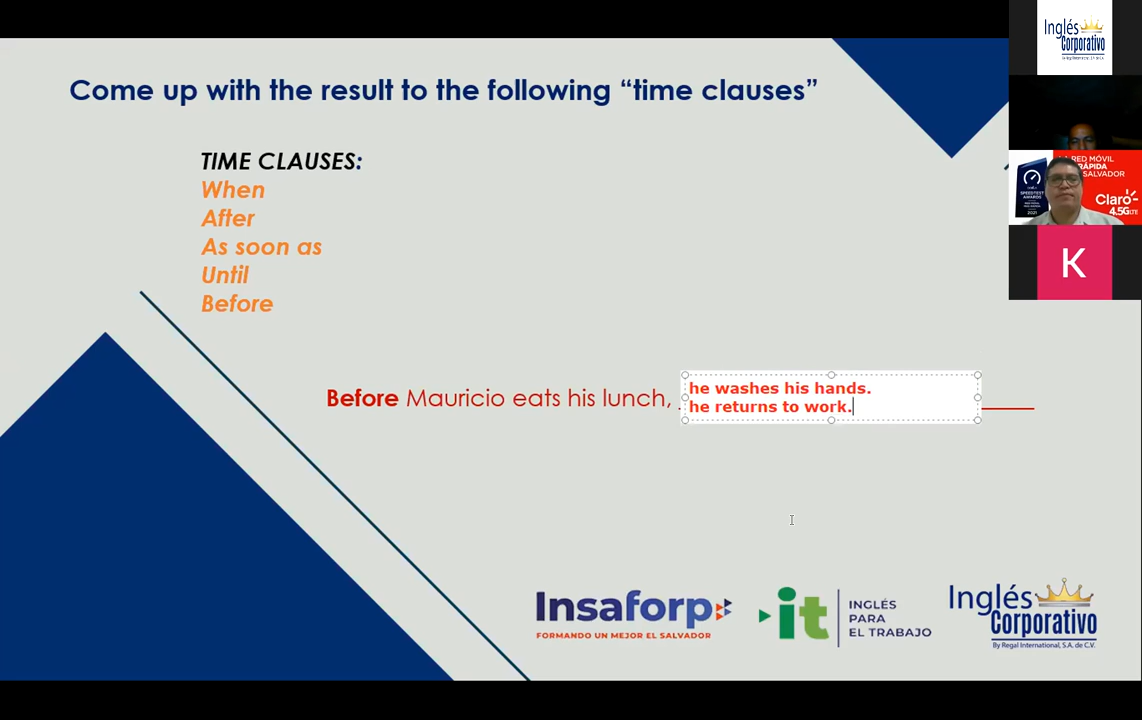 Come up with the result to the following “time clauses”
TIME CLAUSES:
When
After
As soon as
Until
Before
Before Mauricio eats his lunch,
he washes his hands.
he returns to work.
Insaforp
FORMANDO UN MEJOR EL SALVADOR
it
INGLÉS
PARA
EL TRABAJO
Inglés
Corporativo
By Regal International, S.A. de C.V.
Inglés
Corporativo
A RED MÓVIL
RÁPIDA
SALVADOR
Claro
4.5G LTE
2021
K